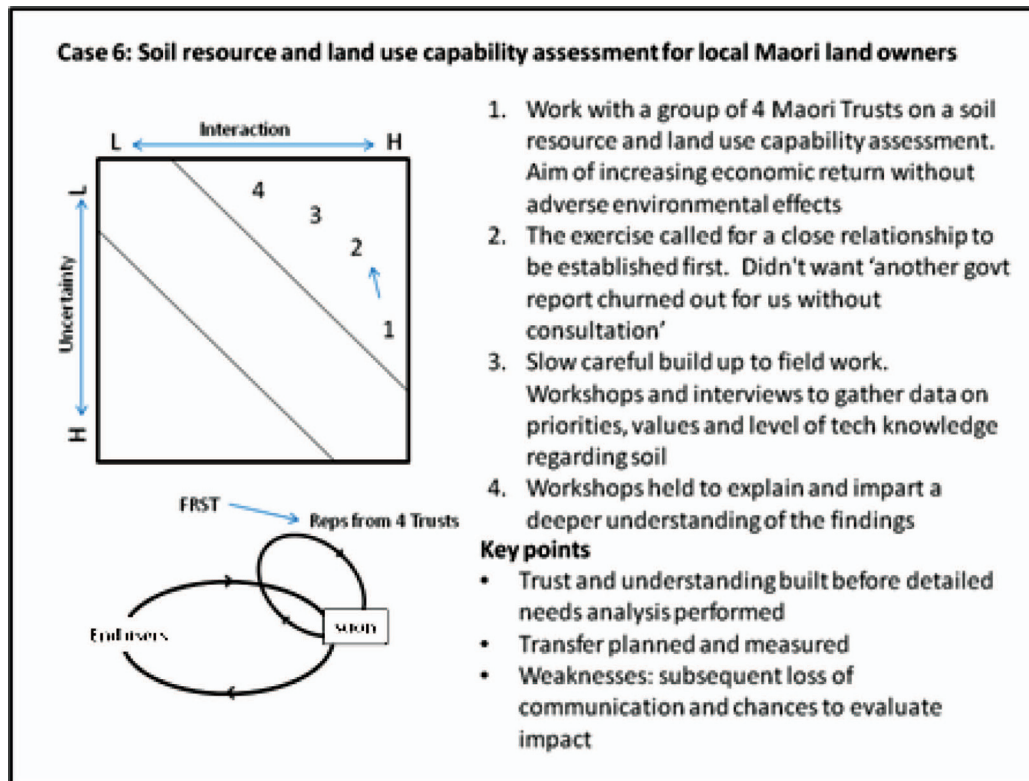 Case 6: Soil resource and land use capability assessment for local Maori land owners
Interaction
L
H
L
Uncertainty
H
4
3
2
1
FRST
Reps from 4 Trusts
End users
1. Work with a group of 4 Maori Trusts on a soil
resource and land use capability assessment.
Aim of increasing economic return without
adverse environmental effects
2. The exercise called for a close relationship to
be established first. Didn't want ‘another govt
report churned out for us without
consultation’
3. Slow careful build up to field work.
Workshops and interviews to gather data on
priorities, values and level of tech knowledge
regarding soil
4. Workshops held to explain and impart a
deeper understanding of the findings
Key points
• Trust and understanding built before detailed
needs analysis performed
• Transfer planned and measured
• Weaknesses: subsequent loss of
communication and chances to evaluate
impact